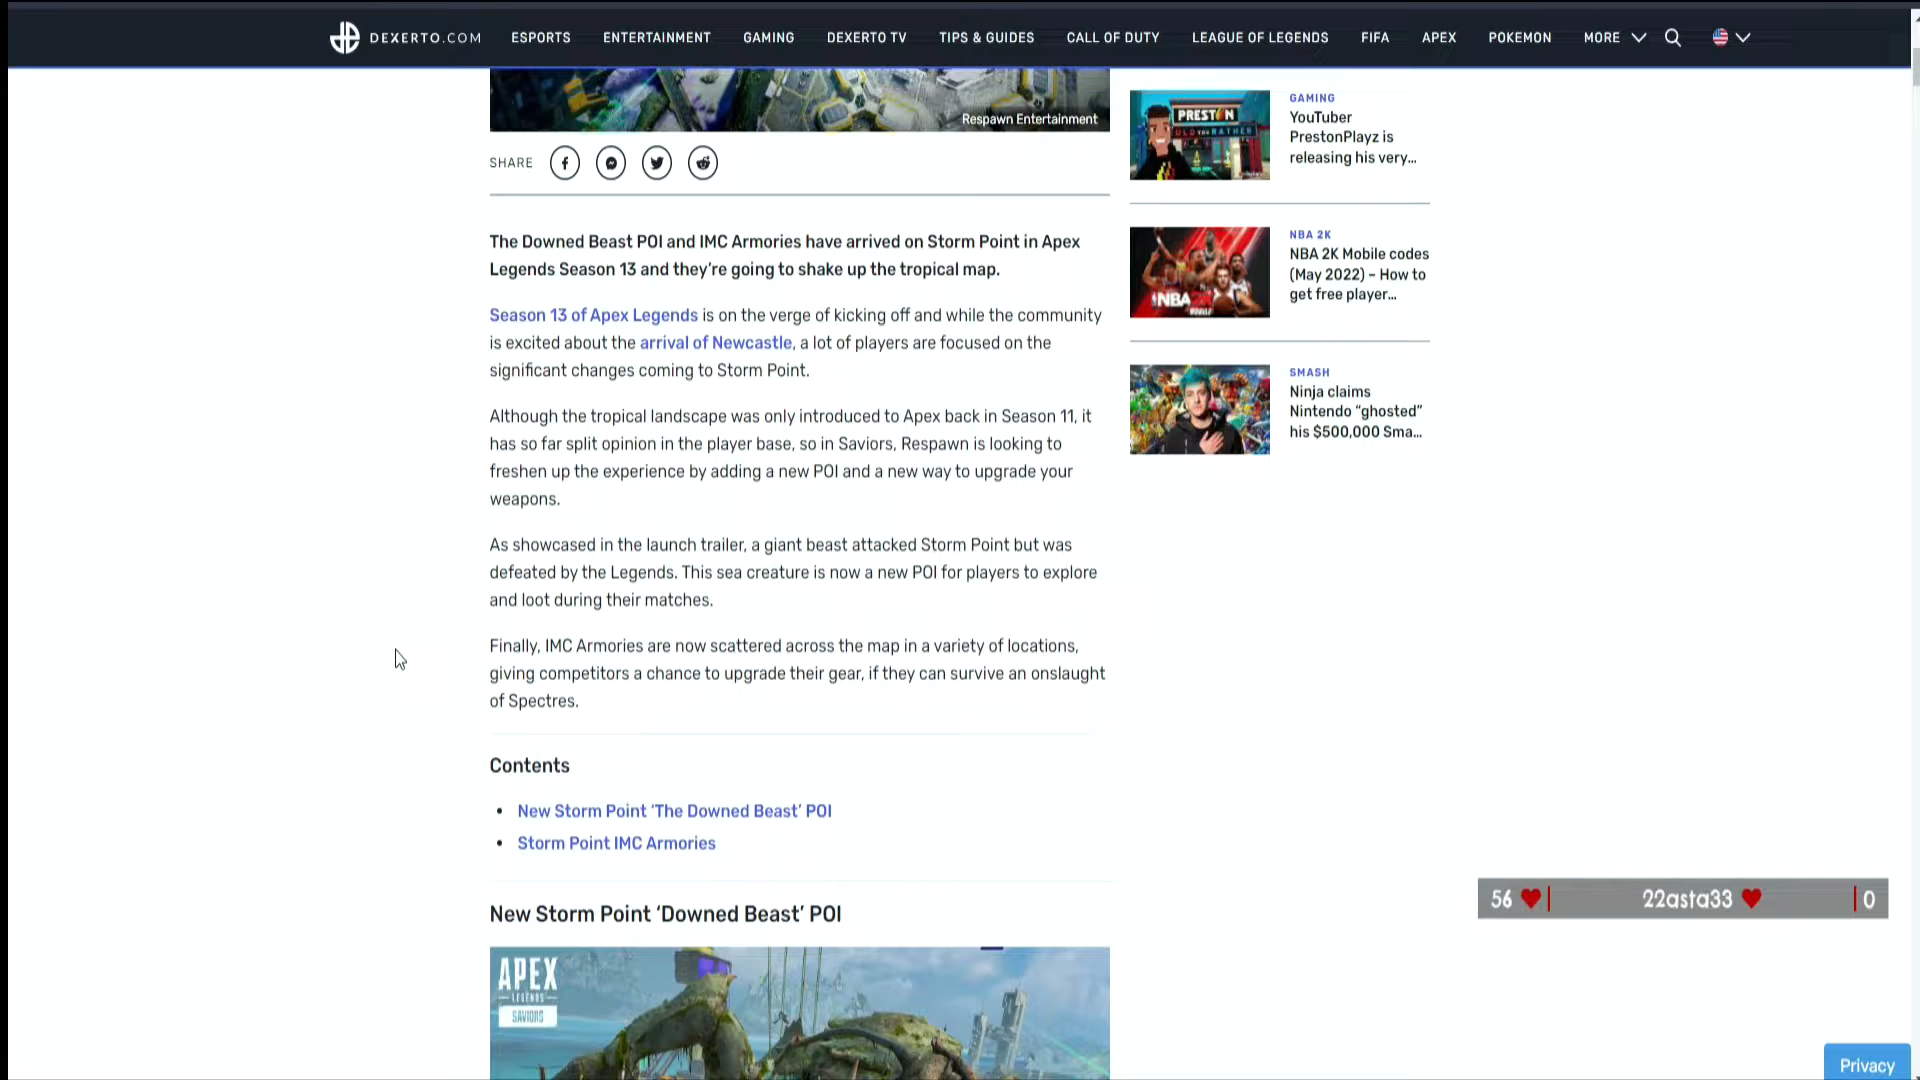 DEXERTO.COM ESPORTS ENTERTAINMENT GAMING DEXERTO TV TIPS & GUIDES CALL OF DUTY LEAGUE OF LEGENDS FIFA APEX POKEMON MORE
Respawn Entertainment
SHARE
The Downed Beast POI and IMC Armories have arrived on Storm Point in Apex
Legends Season 13 and they’re going to shake up the tropical map.
Season 13 of Apex Legends is on the verge of kicking off and while the community
is excited about the arrival of Newcastle, a lot of players are focused on the
significant changes coming to Storm Point.
Although the tropical landscape was only introduced to Apex back in Season 11, it
has so far split opinion in the player base, so in Saviors, Respawn is looking to
freshen up the experience by adding a new POI and a new way to upgrade your
weapons.
As showcased in the launch trailer, a giant beast attacked Storm Point but was
defeated by the Legends. This sea creature is now a new POI for players to explore
and loot during their matches.
Finally, IMC Armories are now scattered across the map in a variety of locations,
giving competitors a chance to upgrade their gear, if they can survive an onslaught
of Spectres.
Contents
• New Storm Point ‘The Downed Beast’ POI
• Storm Point IMC Armories
New Storm Point ‘Downed Beast’ POI
APEX
LEGENDS
SAVIORS
PRESTON
GAMING
YouTuber
PrestonPlayz is
releasing his very...
NBA
MOBILE
NBA 2K
NBA 2K Mobile codes
(May 2022) – How to
get free player...
SMASH
Ninja claims
Nintendo “ghosted”
his $500,000 Sma...
56 22asta33 0
Privacy